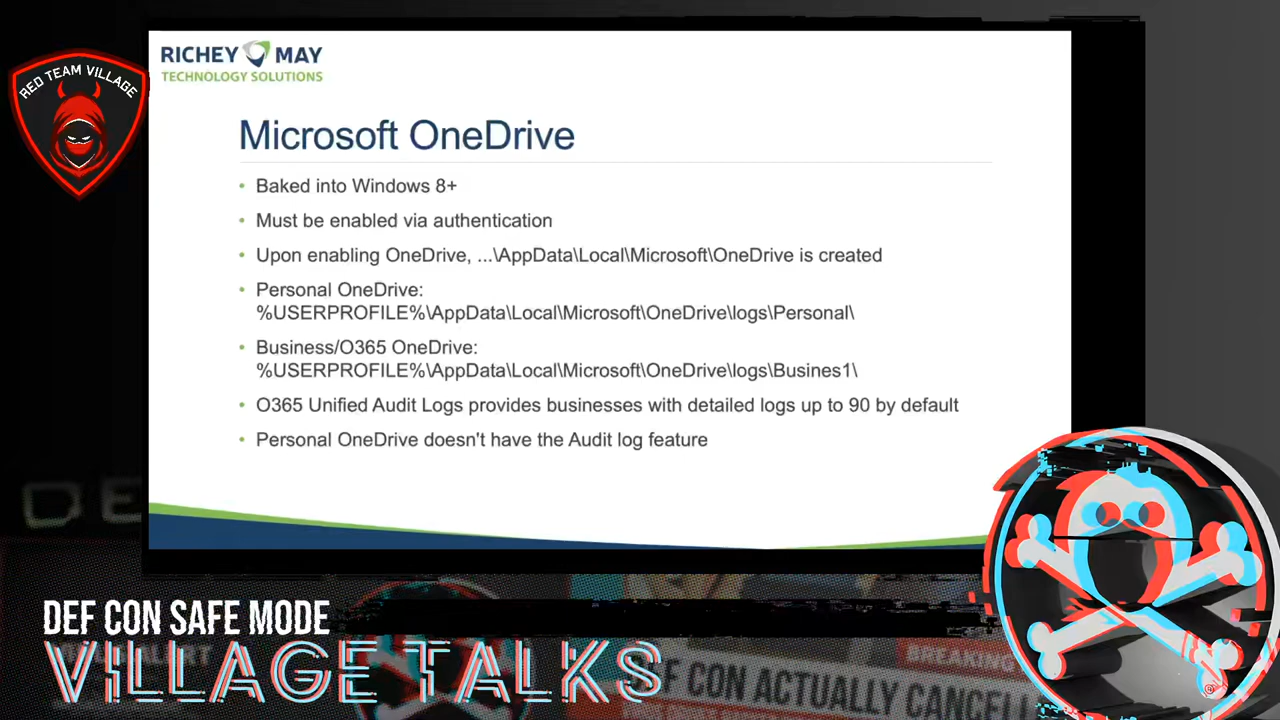 RED TEAM VILLAGE
RICHEY MAY
TECHNOLOGY SOLUTIONS
Microsoft OneDrive
• Baked into Windows 8+
• Must be enabled via authentication
• Upon enabling OneDrive, ...\AppData\Local\Microsoft\OneDrive is created
• Personal OneDrive:
%USERPROFILE%\AppData\Local\Microsoft\OneDrive\logs\Personal\
• Business/O365 OneDrive:
%USERPROFILE%\AppData\Local\Microsoft\OneDrive\logs\Busines1\
• O365 Unified Audit Logs provides businesses with detailed logs up to 90 by default
• Personal OneDrive doesn't have the Audit log feature
DEF CON SAFE MODE
VILLAGE TALKS
BREAKING
DEF CON ACTUALLY CANCELL